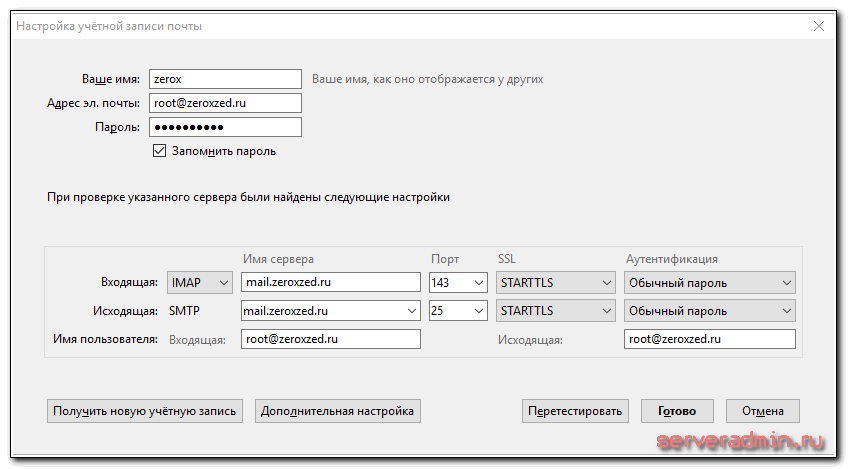 Настройка учётной записи почты
Ваше имя: zerox Ваше имя, как оно отображается у других
Адрес эл. почты: root@zeroxzed.ru
Пароль: ●●●●●●●●●●
Запомнить пароль
При проверке указанного сервера были найдены следующие настройки
Имя сервера Порт SSL Аутентификация
Входящая: IMAP mail.zeroxzed.ru 143 STARTTLS Обычный пароль
Исходящая: SMTP mail.zeroxzed.ru 25 STARTTLS Обычный пароль
Имя пользователя: Входящая: root@zeroxzed.ru Исходящая: root@zeroxzed.ru
Получить новую учётную запись Дополнительная настройка Перетестировать Готово Отмена
serveradmin.ru